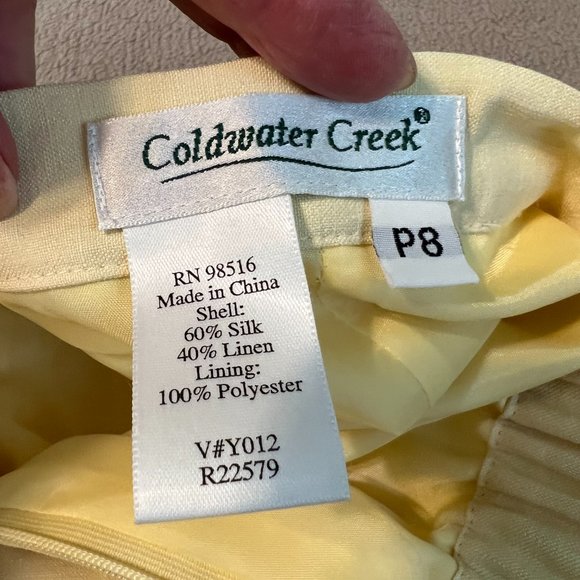 Coldwater Creek®
P8
RN 98516
Made in China
Shell:
60% Silk
40% Linen
Lining:
100% Polyester
V#Y012
R22579